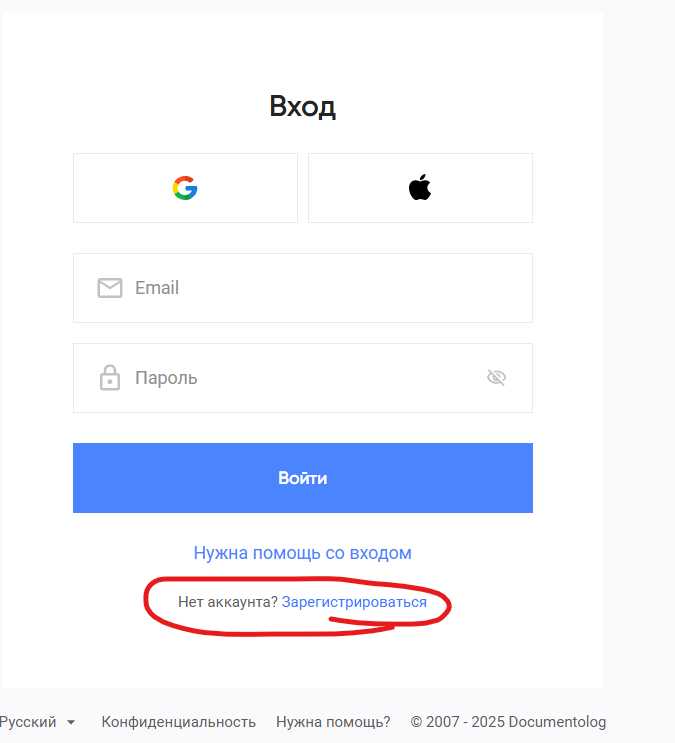 Вход
Email
Пароль
Войти
Нужна помощь со входом
Нет аккаунта? Зарегистрироваться
Русский Конфиденциальность Нужна помощь? © 2007 - 2025 Documentolog